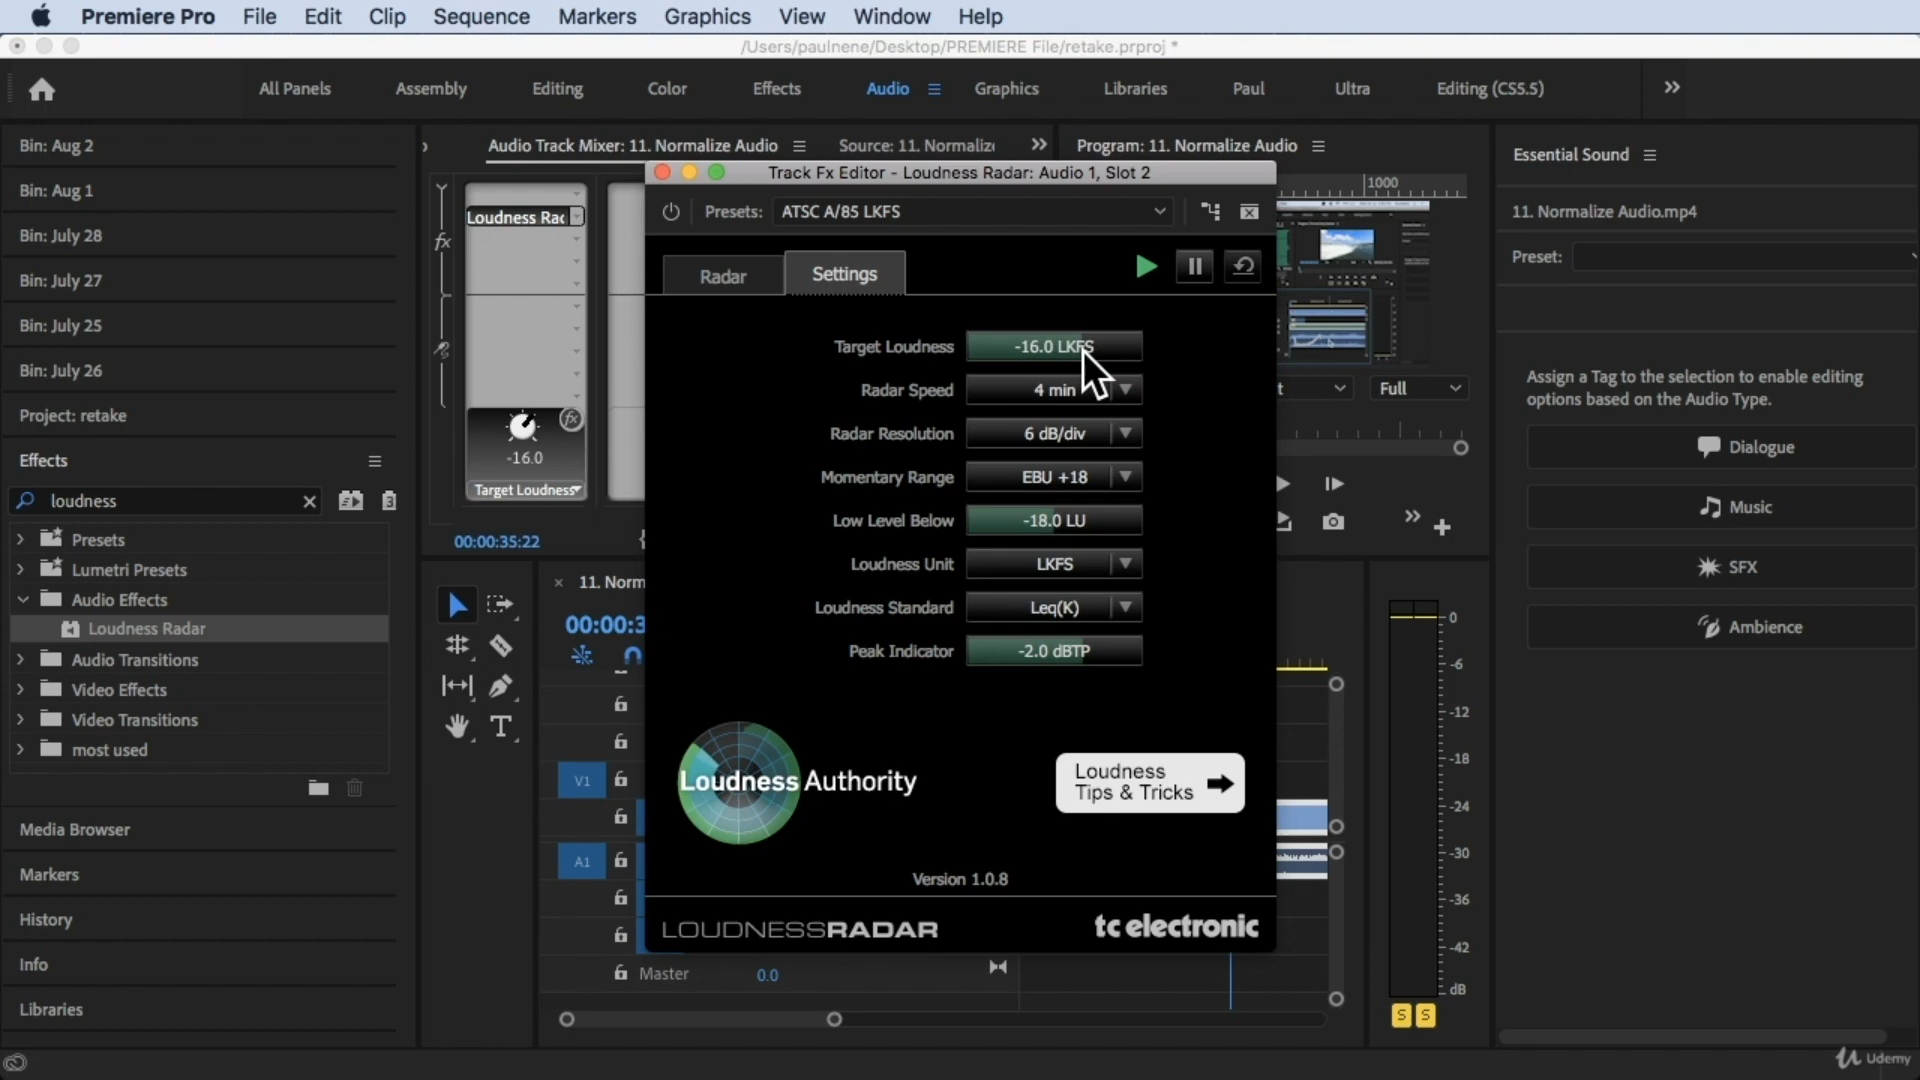 Premiere Pro File Edit Clip Sequence Markers Graphics View Window Help
/Users/paulnene/Desktop/PREMIERE File/retake.prproj *
All Panels Assembly Editing Color Effects Audio Graphics Libraries Paul Ultra Editing (CS5.5)
Bin: Aug 2
Bin: Aug 1
Bin: July 28
Bin: July 27
Bin: July 25
Bin: July 26
Project: retake
Effects
loudness
Presets
Lumetri Presets
Audio Effects
Loudness Radar
Audio Transitions
Video Effects
Video Transitions
most used
Media Browser
Markers
History
Info
Libraries
Audio Track Mixer: 11. Normalize Audio
Source: 11. Normaliz
Program: 11. Normalize Audio
Loudness Rad
fx
fx
-16.0
Target Loudness
00:00:35:22
Track Fx Editor - Loudness Radar: Audio 1, Slot 2
Presets: ATSC A/85 LKFS
Radar Settings
Target Loudness -16.0 LKFS
Radar Speed 4 min
Radar Resolution 6 dB/div
Momentary Range EBU +18
Low Level Below -18.0 LU
Loudness Unit LKFS
Loudness Standard Leq(K)
Peak Indicator -2.0 dBTP
Loudness Authority
Loudness
Tips & Tricks
Version 1.0.8
LOUDNESSRADAR
tc electronic
1000
t
Full
11. Norm
00:00:3
V1
A1
Master 0.0
0
-6
-12
-18
-24
-30
-36
-42
dB
S S
Essential Sound
11. Normalize Audio.mp4
Preset:
Assign a Tag to the selection to enable editing
options based on the Audio Type.
Dialogue
Music
SFX
Ambience
Udemy